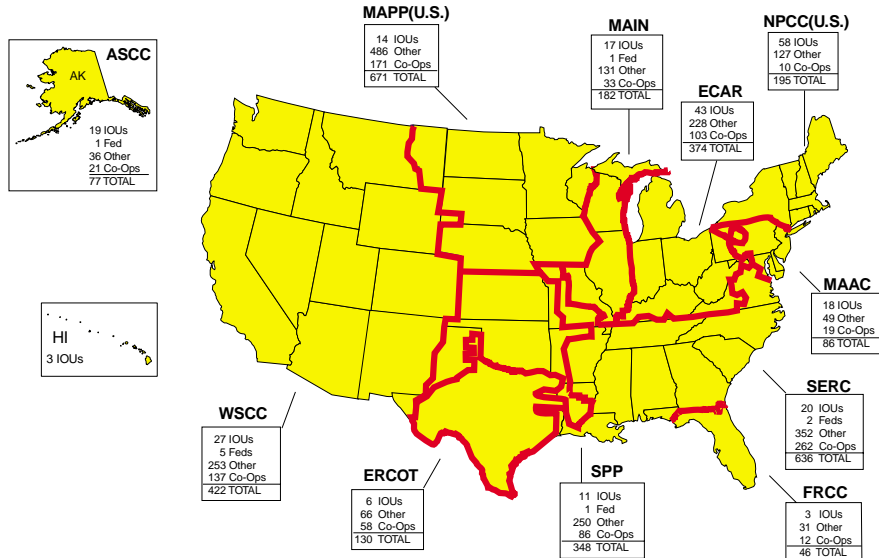 MAPP(U.S.)
14 IOUs
486 Other
171 Co-Ops
671 TOTAL
MAIN
17 IOUs
1 Fed
131 Other
33 Co-Ops
182 TOTAL
NPCC(U.S.)
58 IOUs
127 Other
10 Co-Ops
195 TOTAL
ASCC
AK
19 IOUs
1 Fed
36 Other
21 Co-Ops
77 TOTAL
ECAR
43 IOUs
228 Other
103 Co-Ops
374 TOTAL
HI
3 IOUs
MAAC
18 IOUs
49 Other
19 Co-Ops
86 TOTAL
SERC
20 IOUs
2 Feds
352 Other
262 Co-Ops
636 TOTAL
WSCC
27 IOUs
5 Feds
253 Other
137 Co-Ops
422 TOTAL
ERCOT
6 IOUs
66 Other
58 Co-Ops
130 TOTAL
SPP
11 IOUs
1 Fed
250 Other
86 Co-Ops
348 TOTAL
FRCC
3 IOUs
31 Other
12 Co-Ops
46 TOTAL